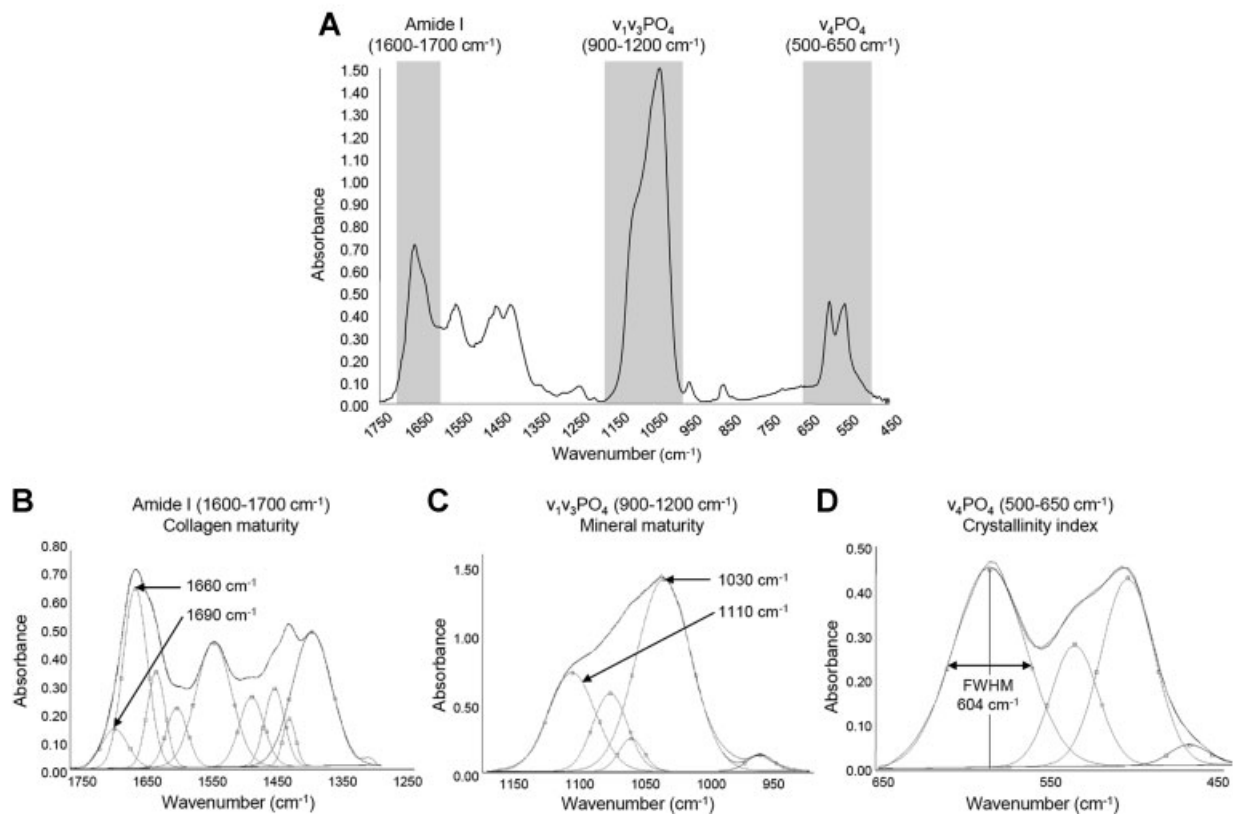 A
Amide I
(1600-1700 cm⁻¹)
v₁v₃PO₄
(900-1200 cm⁻¹)
v₄PO₄
(500-650 cm⁻¹)
Absorbance
1.50
1.40
1.30
1.20
1.10
1.00
0.90
0.80
0.70
0.60
0.50
0.40
0.30
0.20
0.10
0.00
1750
1650
1550
1450
1350
1250
1150
1050
950
850
750
650
550
450
Wavenumber (cm⁻¹)
B
Amide I (1600-1700 cm⁻¹)
Collagen maturity
Absorbance
0.80
0.70
0.60
0.50
0.40
0.30
0.20
0.10
0.00
1660 cm⁻¹
1690 cm⁻¹
1750
1650
1550
1450
1350
1250
Wavenumber (cm⁻¹)
C
v₁v₃PO₄ (900-1200 cm⁻¹)
Mineral maturity
Absorbance
1.50
1.00
0.50
0.00
1030 cm⁻¹
1110 cm⁻¹
1150
1100
1050
1000
950
Wavenumber (cm⁻¹)
D
v₄PO₄ (500-650 cm⁻¹)
Crystallinity index
Absorbance
0.50
0.40
0.30
0.20
0.10
0.00
FWHM
604 cm⁻¹
650
550
450
Wavenumber (cm⁻¹)